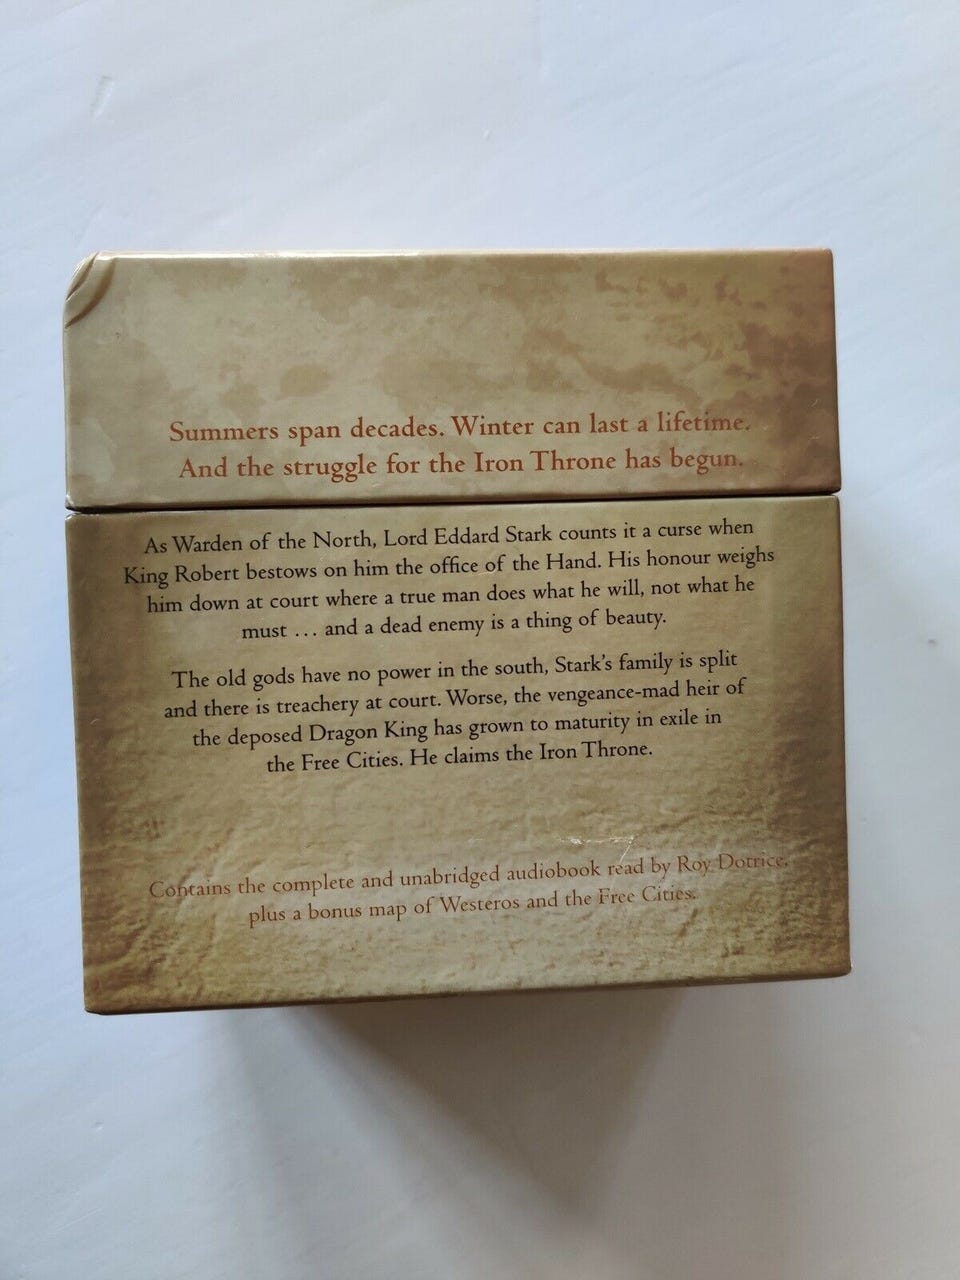 Summers span decades. Winter can last a lifetime.
And the struggle for the Iron Throne has begun.
As Warden of the North, Lord Eddard Stark counts it a curse when
King Robert bestows on him the office of the Hand. His honour weighs
him down at court where a true man does what he will, not what he
must ... and a dead enemy is a thing of beauty.
The old gods have no power in the south, Stark's family is split
and there is treachery at court. Worse, the vengeance-mad heir of
the deposed Dragon King has grown to maturity in exile in
the Free Cities. He claims the Iron Throne.
Contains the complete and unabridged audiobook read by Roy Dotrice,
plus a bonus map of Westeros and the Free Cities.